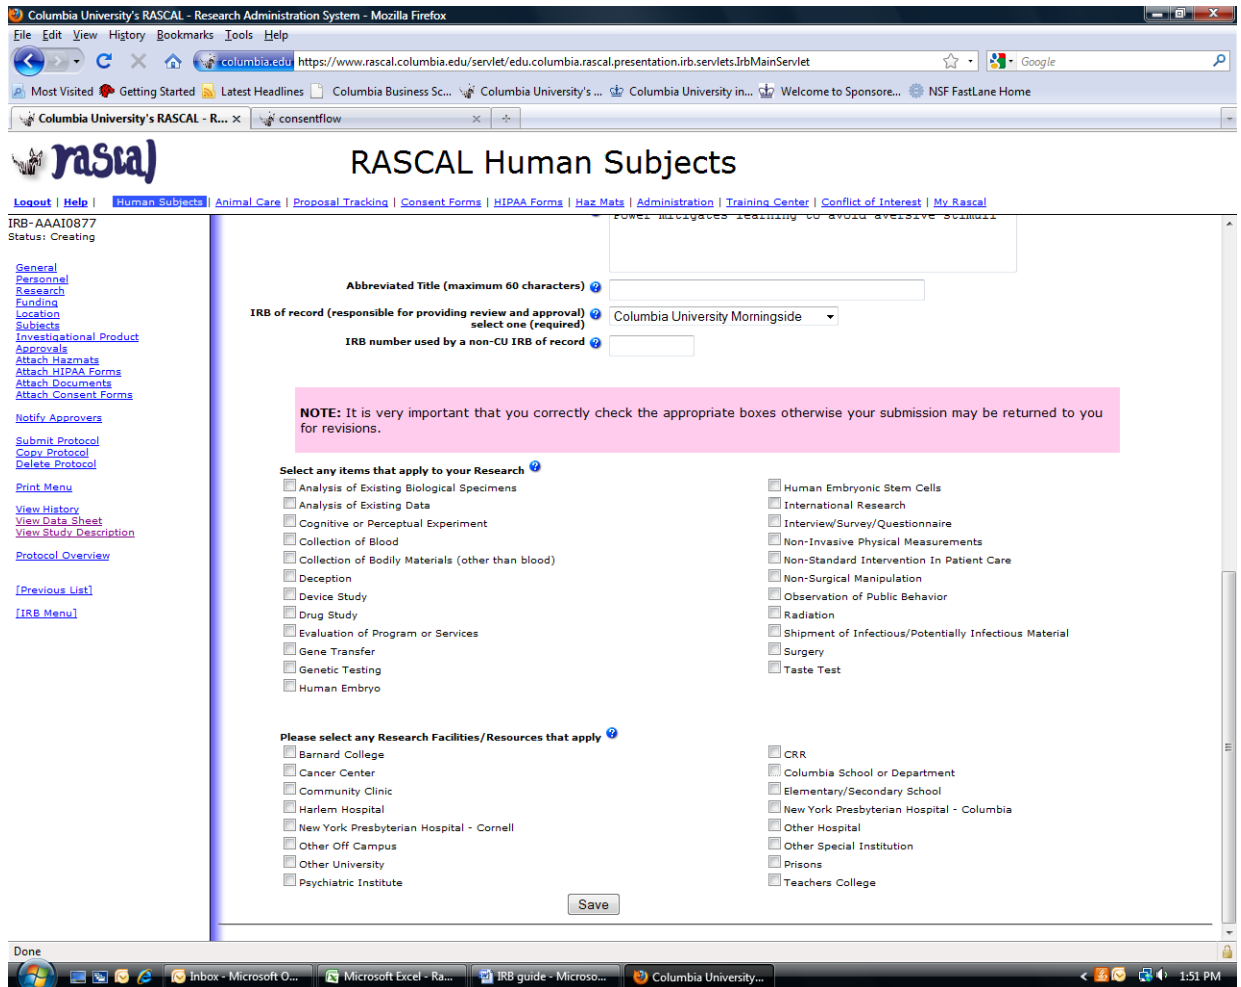 Columbia University's RASCAL - Research Administration System - Mozilla Firefox
File Edit View History Bookmarks Tools Help
columbia.edu https://www.rascal.columbia.edu/servlet/edu.columbia.rascal.presentation.irb.servlets.IrbMainServlet
Google
Most Visited Getting Started Latest Headlines Columbia Business Sc... Columbia University's ... Columbia University in... Welcome to Sponsore... NSF FastLane Home
Columbia University's RASCAL - R... consentflow
rascal
RASCAL Human Subjects
Logout | Help | Human Subjects | Animal Care | Proposal Tracking | Consent Forms | HIPAA Forms | Haz Mats | Administration | Training Center | Conflict of Interest | My Rascal
IRB-AAAI0877
Status: Creating
General
Personnel
Research
Funding
Location
Subjects
Investigational Product
Approvals
Attach Hazmats
Attach HIPAA Forms
Attach Documents
Attach Consent Forms
Notify Approvers
Submit Protocol
Copy Protocol
Delete Protocol
Print Menu
View History
View Data Sheet
View Study Description
Protocol Overview
[Previous List]
[IRB Menu]
Power mitigates learning to avoid aversive stimuli
Abbreviated Title (maximum 60 characters)
IRB of record (responsible for providing review and approval)
select one (required)
Columbia University Morningside
IRB number used by a non-CU IRB of record
NOTE: It is very important that you correctly check the appropriate boxes otherwise your submission may be returned to you
for revisions.
Select any items that apply to your Research
Analysis of Existing Biological Specimens
Analysis of Existing Data
Cognitive or Perceptual Experiment
Collection of Blood
Collection of Bodily Materials (other than blood)
Deception
Device Study
Drug Study
Evaluation of Program or Services
Gene Transfer
Genetic Testing
Human Embryo
Human Embryonic Stem Cells
International Research
Interview/Survey/Questionnaire
Non-Invasive Physical Measurements
Non-Standard Intervention In Patient Care
Non-Surgical Manipulation
Observation of Public Behavior
Radiation
Shipment of Infectious/Potentially Infectious Material
Surgery
Taste Test
Please select any Research Facilities/Resources that apply
Barnard College
Cancer Center
Community Clinic
Harlem Hospital
New York Presbyterian Hospital - Cornell
Other Off Campus
Other University
Psychiatric Institute
CRR
Columbia School or Department
Elementary/Secondary School
New York Presbyterian Hospital - Columbia
Other Hospital
Other Special Institution
Prisons
Teachers College
Save
Done
Inbox - Microsoft O... Microsoft Excel - Ra... IRB guide - Microso... Columbia University... 1:51 PM